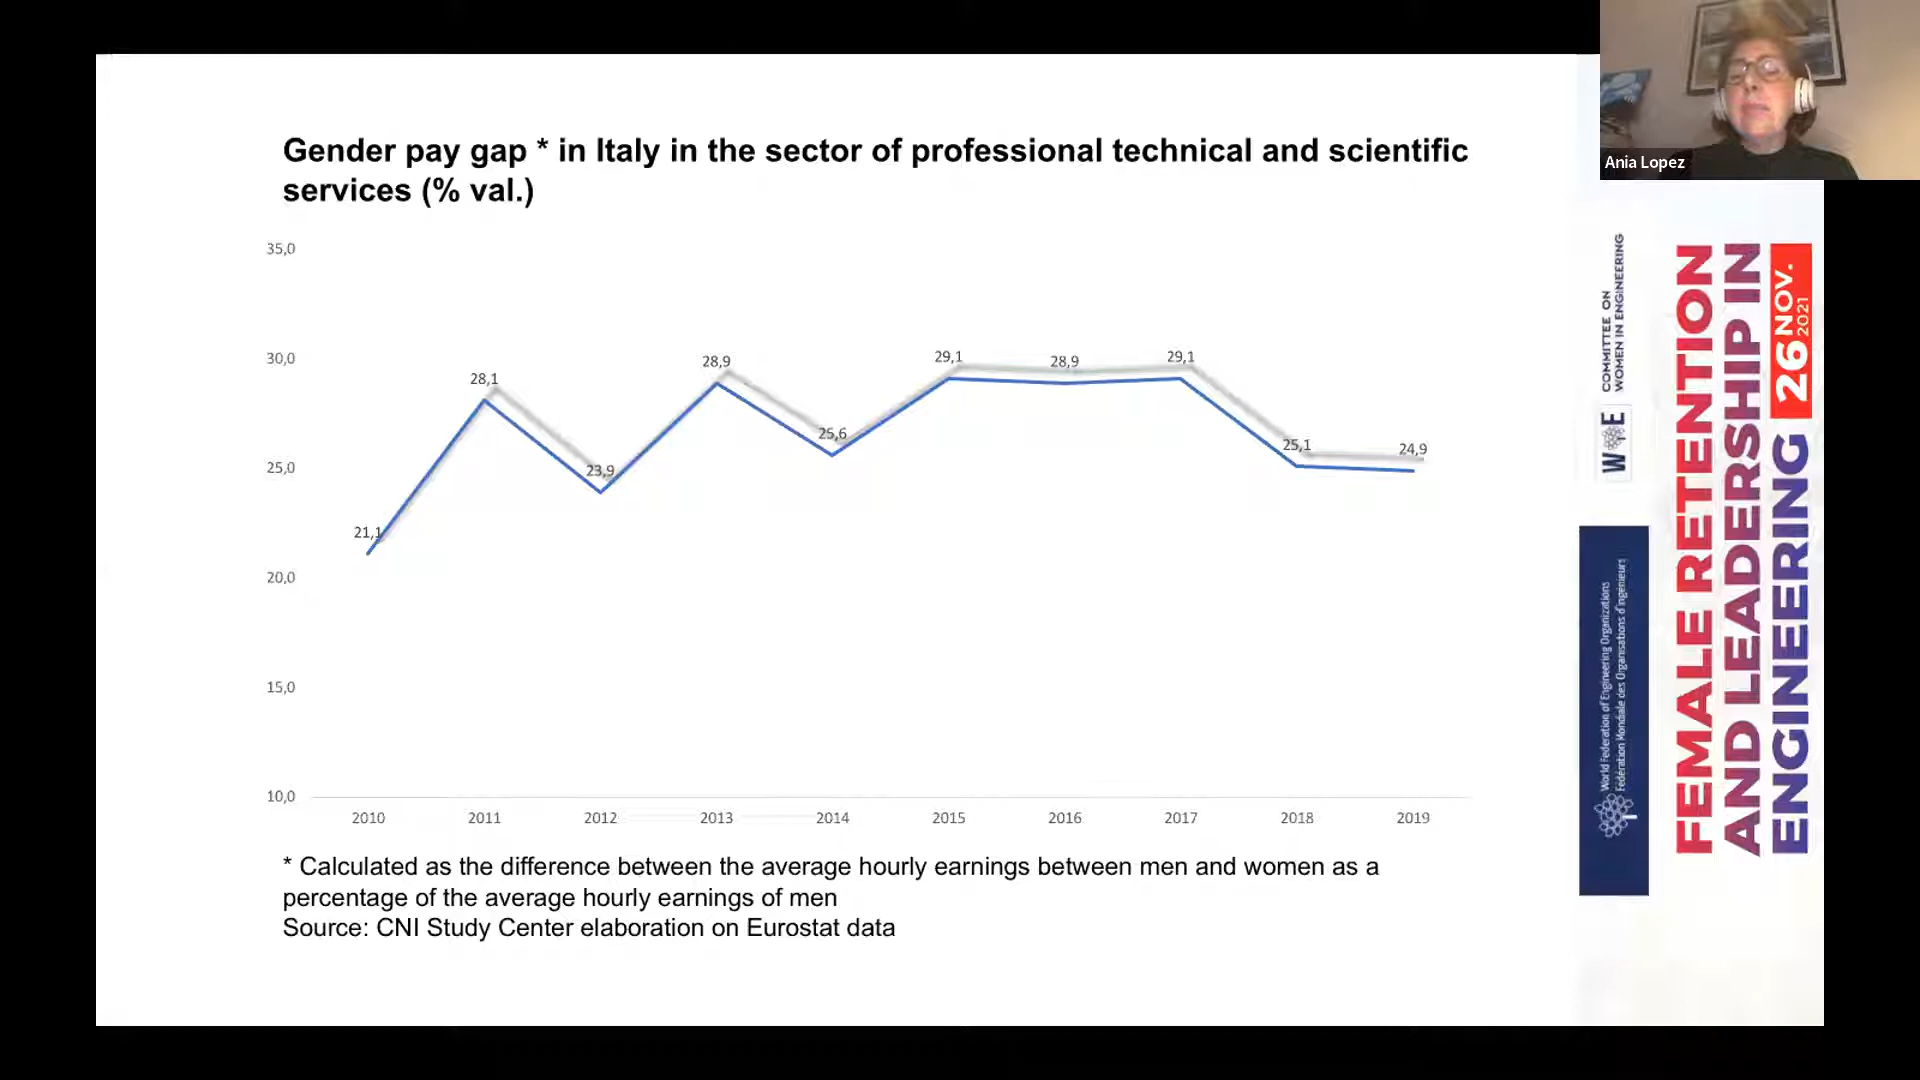 Gender pay gap * in Italy in the sector of professional technical and scientific
services (% val.)
35,0
30,0
25,0
20,0
15,0
10,0
21,1
28,1
23,9
28,9
25,6
29,1
28,9
29,1
25,1
24,9
2010
2011
2012
2013
2014
2015
2016
2017
2018
2019
* Calculated as the difference between the average hourly earnings between men and women as a
percentage of the average hourly earnings of men
Source: CNI Study Center elaboration on Eurostat data
Ania Lopez
WE
COMMITTEE ON
WOMEN IN ENGINEERING
World Federation of Engineering Organizations
Fédération Mondiale des Organisations d'Ingénieurs
FEMALE RETENTION
AND LEADERSHIP IN
ENGINEERING
26 NOV.
2021